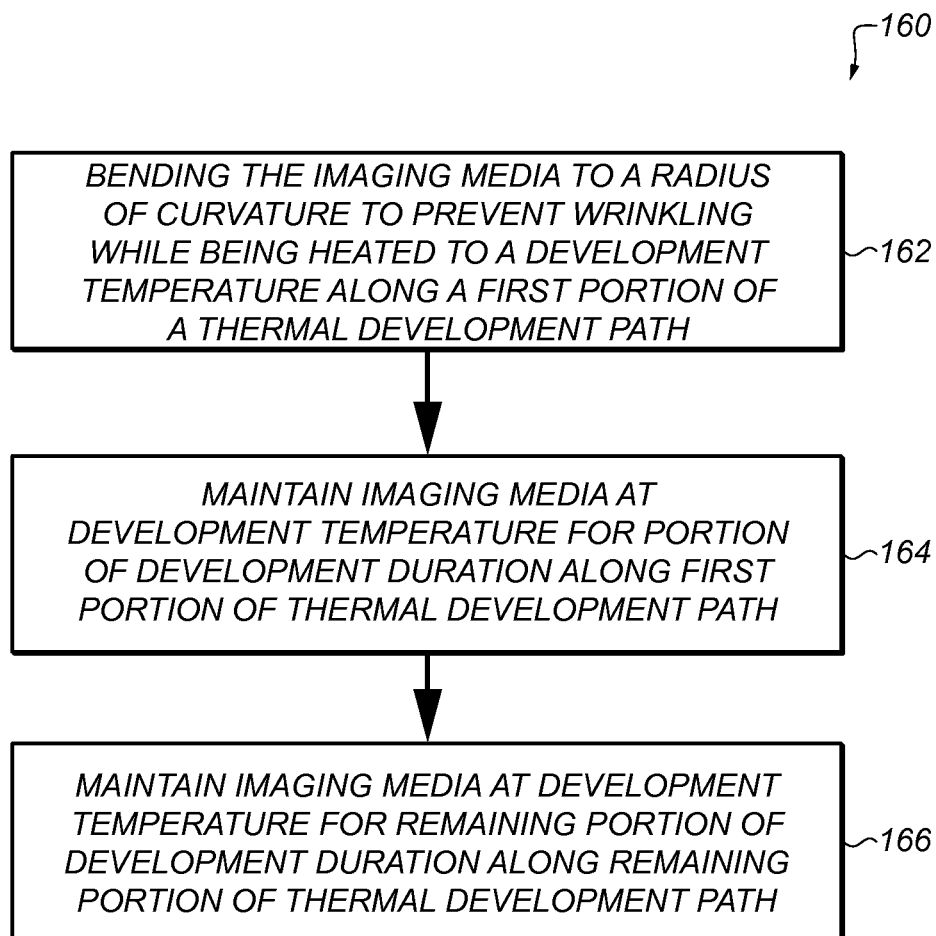 160
BENDING THE IMAGING MEDIA TO A RADIUS
OF CURVATURE TO PREVENT WRINKLING
WHILE BEING HEATED TO A DEVELOPMENT
TEMPERATURE ALONG A FIRST PORTION OF
A THERMAL DEVELOPMENT PATH
162
MAINTAIN IMAGING MEDIA AT
DEVELOPMENT TEMPERATURE FOR PORTION
OF DEVELOPMENT DURATION ALONG FIRST
PORTION OF THERMAL DEVELOPMENT PATH
164
MAINTAIN IMAGING MEDIA AT DEVELOPMENT
TEMPERATURE FOR REMAINING PORTION OF
DEVELOPMENT DURATION ALONG REMAINING
PORTION OF THERMAL DEVELOPMENT PATH
166